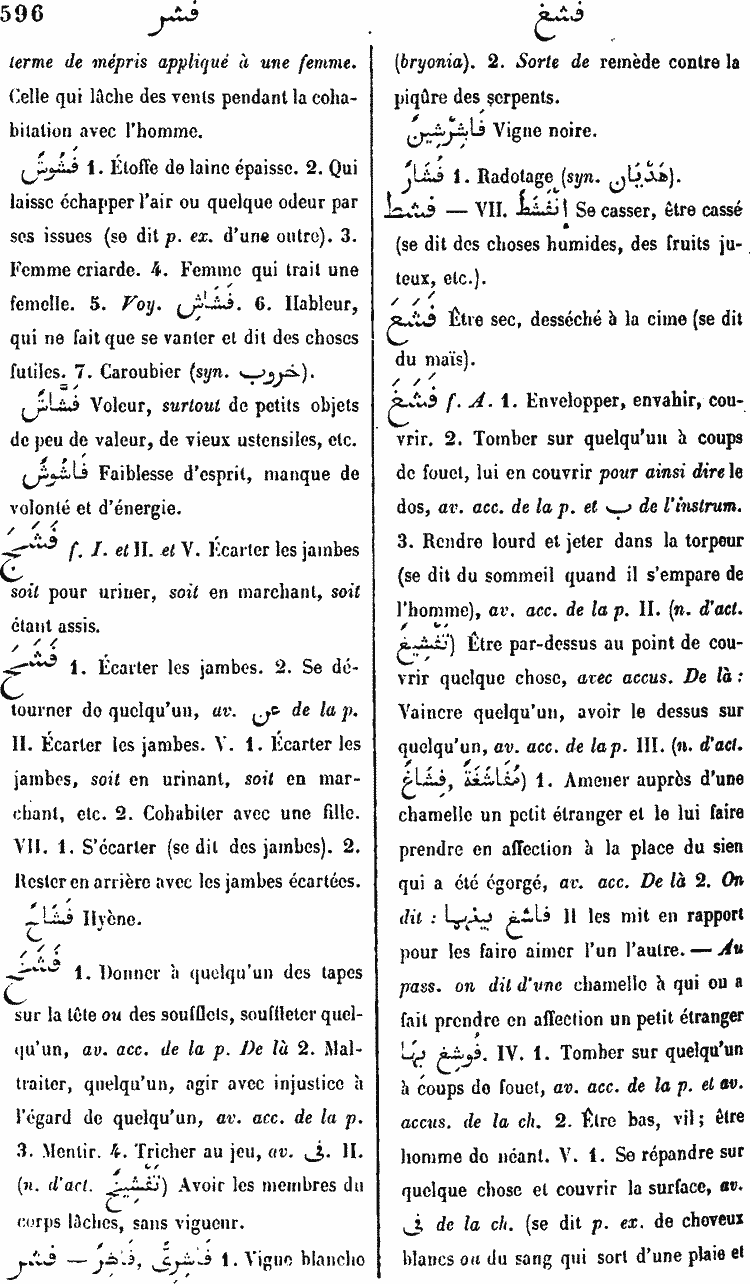 596
فشر
فشغ
terme de mépris appliqué à une femme.
Celle qui lâche des vents pendant la coha-
bitation avec l'homme.
فَشُوشٌ 1. Étoffe de laine épaisse. 2. Qui
laisse échapper l'air ou quelque odeur par
ses issues (se dit p. ex. d'une outre). 3.
Femme criarde. 4. Femme qui trait une
femelle. 5. Voy. فَشَاشِ. 6. Hableur,
qui ne fait que se vanter et dit des choses
futiles. 7. Caroubier (syn. خروب).
فَشَّاشٌ Voleur, surtout de petits objets
de peu de valeur, de vieux ustensiles, etc.
فَاشُوشٌ Faiblesse d'esprit, manque de
volonté et d'énergie.
فَشَجَ f. I. et II. et V. Écarter les jambes
soit pour uriner, soit en marchant, soit
étant assis.
فَشَحَ 1. Écarter les jambes. 2. Se dé-
tourner de quelqu'un, av. عن de la p.
II. Écarter les jambes. V. 1. Écarter les
jambes, soit en urinant, soit en mar-
chant, etc. 2. Cohabiter avec une fille.
VII. 1. S'écarter (se dit des jambes). 2.
Rester en arrière avec les jambes écartées.
فَشَاحِ Hyène.
فَشَخَ 1. Donner à quelqu'un des tapes
sur la tête ou des soufflets, souffleter quel-
qu'un, av. acc. de la p. De là 2. Mal-
traiter, quelqu'un, agir avec injustice à
l'égard de quelqu'un, av. acc. de la p.
3. Mentir. 4. Tricher au jeu, av. فى. II.
(n. d'act. تَفْشِيخٌ) Avoir les membres du
corps lâches, sans vigueur.
فشر — فَاشِرٌ, فَاشِرِىٌّ 1. Vigne blanche
(bryonia). 2. Sorte de remède contre la
piqûre des serpents.
فَاشِرْشِينُ Vigne noire.
فَشَارٌ 1. Radotage (syn. هَذَيَان).
فشط — VII. إِنْفَشَطَ Se casser, être cassé
(se dit des choses humides, des fruits ju-
teux, etc.).
فَشَعَ Être sec, desséché à la cime (se dit
du maïs).
فَشَغَ f. A. 1. Envelopper, envahir, cou-
vrir. 2. Tomber sur quelqu'un à coups
de fouet, lui en couvrir pour ainsi dire le
dos, av. acc. de la p. et ب de l'instrum.
3. Rendre lourd et jeter dans la torpeur
(se dit du sommeil quand il s'empare de
l'homme), av. acc. de la p. II. (n. d'act.
تَفْشِيغٌ) Être par-dessus au point de cou-
vrir quelque chose, avec accus. De là :
Vaincre quelqu'un, avoir le dessus sur
quelqu'un, av. acc. de la p. III. (n. d'act.
مُفَاشَغَةٌ, فِشَاغٌ) 1. Amener auprès d'une
chamelle un petit étranger et le lui faire
prendre en affection à la place du sien
qui a été égorgé, av. acc. De là 2. On
dit : فاشغ بينهما Il les mit en rapport
pour les faire aimer l'un l'autre. — Au
pass. on dit d'une chamelle à qui ou a
fait prendre en affection un petit étranger
فُوشِغَ بِهَا. IV. 1. Tomber sur quelqu'un
à coups de fouet, av. acc. de la p. et av.
accus. de la ch. 2. Être bas, vil; être
homme de néant. V. 1. Se répandre sur
quelque chose et couvrir la surface, av.
فى de la ch. (se dit p. ex. de cheveux
blancs ou du sang qui sort d'une plaie et